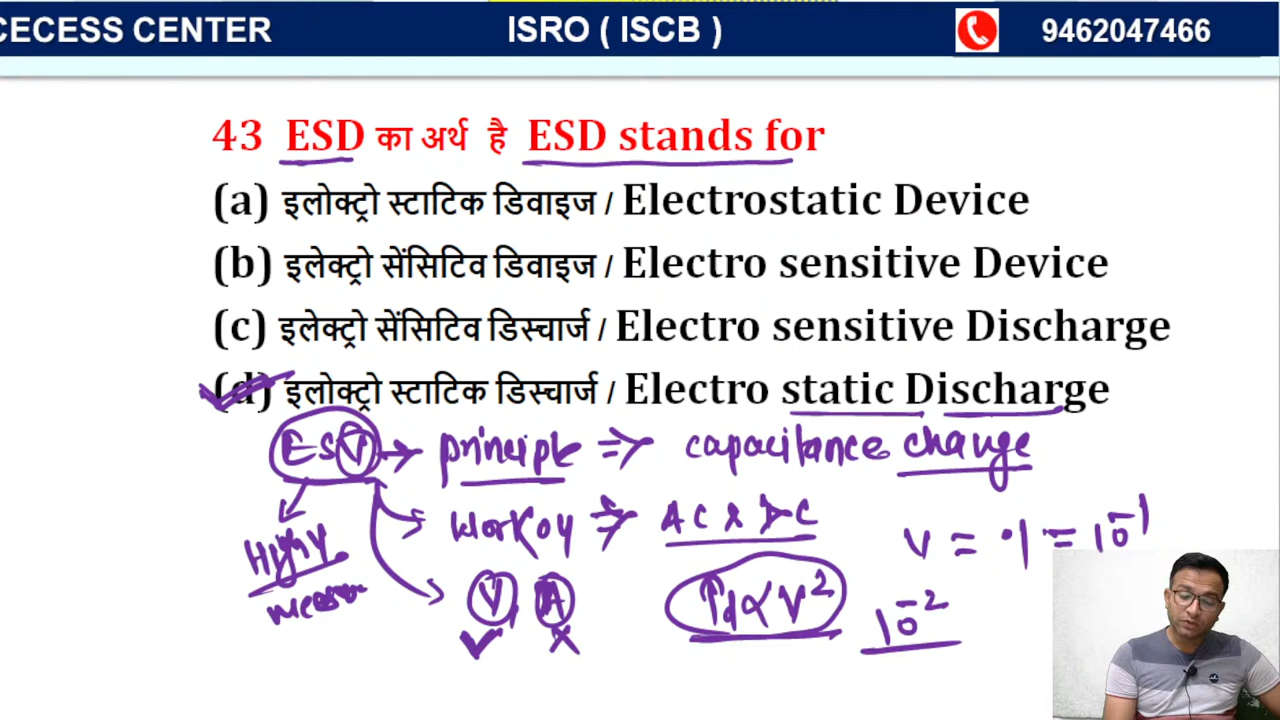 CECESS CENTER ISRO ( ISCB ) 9462047466
43 ESD का अर्थ है ESD stands for
(a) इलोक्ट्रो स्टाटिक डिवाइज / Electrostatic Device
(b) इलेक्ट्रो सेंसिटिव डिवाइज / Electro sensitive Device
(c) इलेक्ट्रो सेंसिटिव डिस्चार्ज / Electro sensitive Discharge
(d) इलोक्ट्रो स्टाटिक डिस्चार्ज / Electro static Discharge
ESV → principle ⇒ capacitance change
work on ⇒ AC & DC
V = .1 = 10⁻¹
High V
V, A
↑d ∝ V²
10⁻²